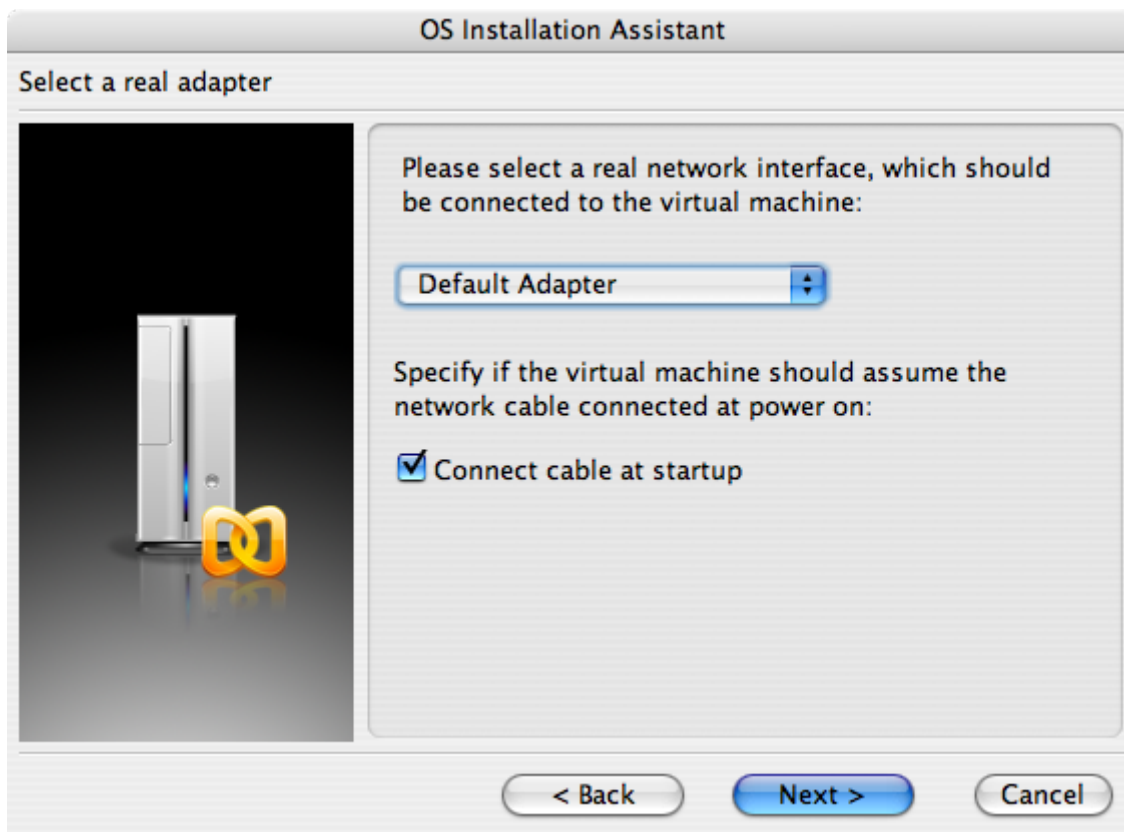 OS Installation Assistant
Select a real adapter
Please select a real network interface, which should
be connected to the virtual machine:
Default Adapter
Specify if the virtual machine should assume the
network cable connected at power on:
Connect cable at startup
< Back
Next >
Cancel